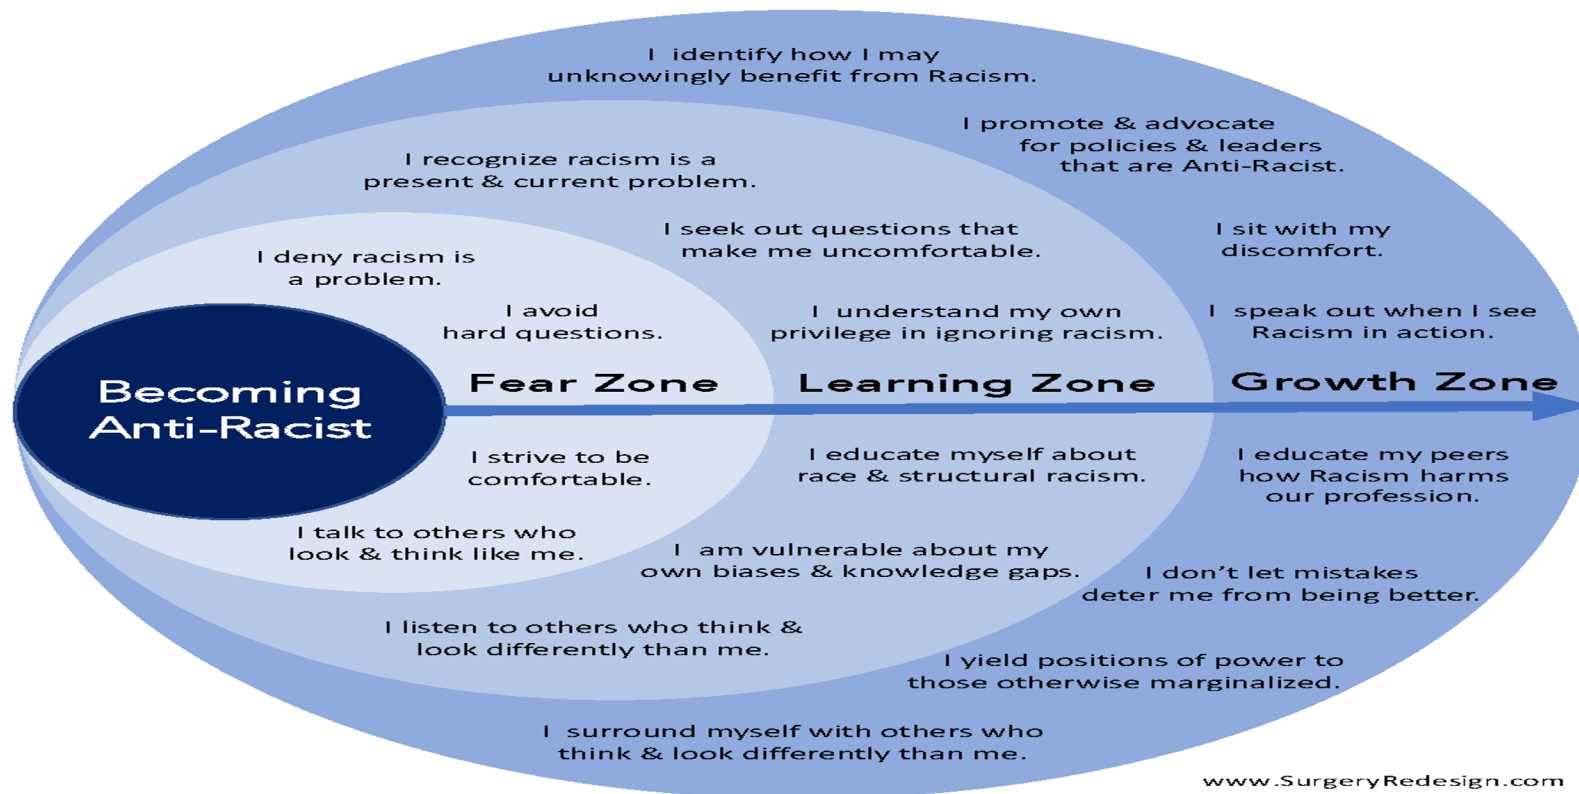 I identify how I may
unknowingly benefit from Racism.
I promote & advocate
for policies & leaders
that are Anti-Racist.
I recognize racism is a
present & current problem.
I seek out questions that
make me uncomfortable.
I sit with my
discomfort.
I deny racism is
a problem.
I avoid
hard questions.
I understand my own
privilege in ignoring racism.
I speak out when I see
Racism in action.
Becoming
Anti-Racist
Fear Zone
Learning Zone
Growth Zone
I strive to be
comfortable.
I educate myself about
race & structural racism.
I educate my peers
how Racism harms
our profession.
I talk to others who
look & think like me.
I am vulnerable about my
own biases & knowledge gaps.
I don't let mistakes
deter me from being better.
I listen to others who think &
look differently than me.
I yield positions of power to
those otherwise marginalized.
I surround myself with others who
think & look differently than me.
www.SurgeryRedesign.com